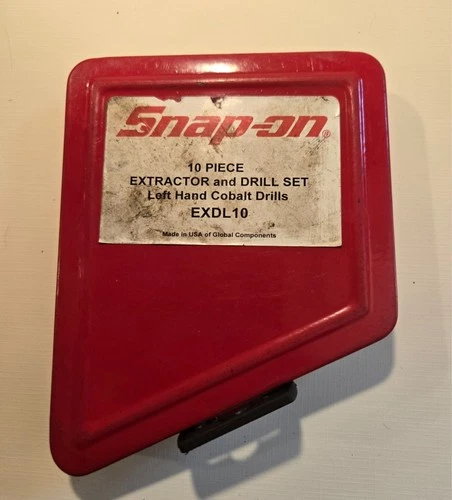 Snap-on®
10 PIECE
EXTRACTOR and DRILL SET
Left Hand Cobalt Drills
EXDL10
Made in USA of Global Components